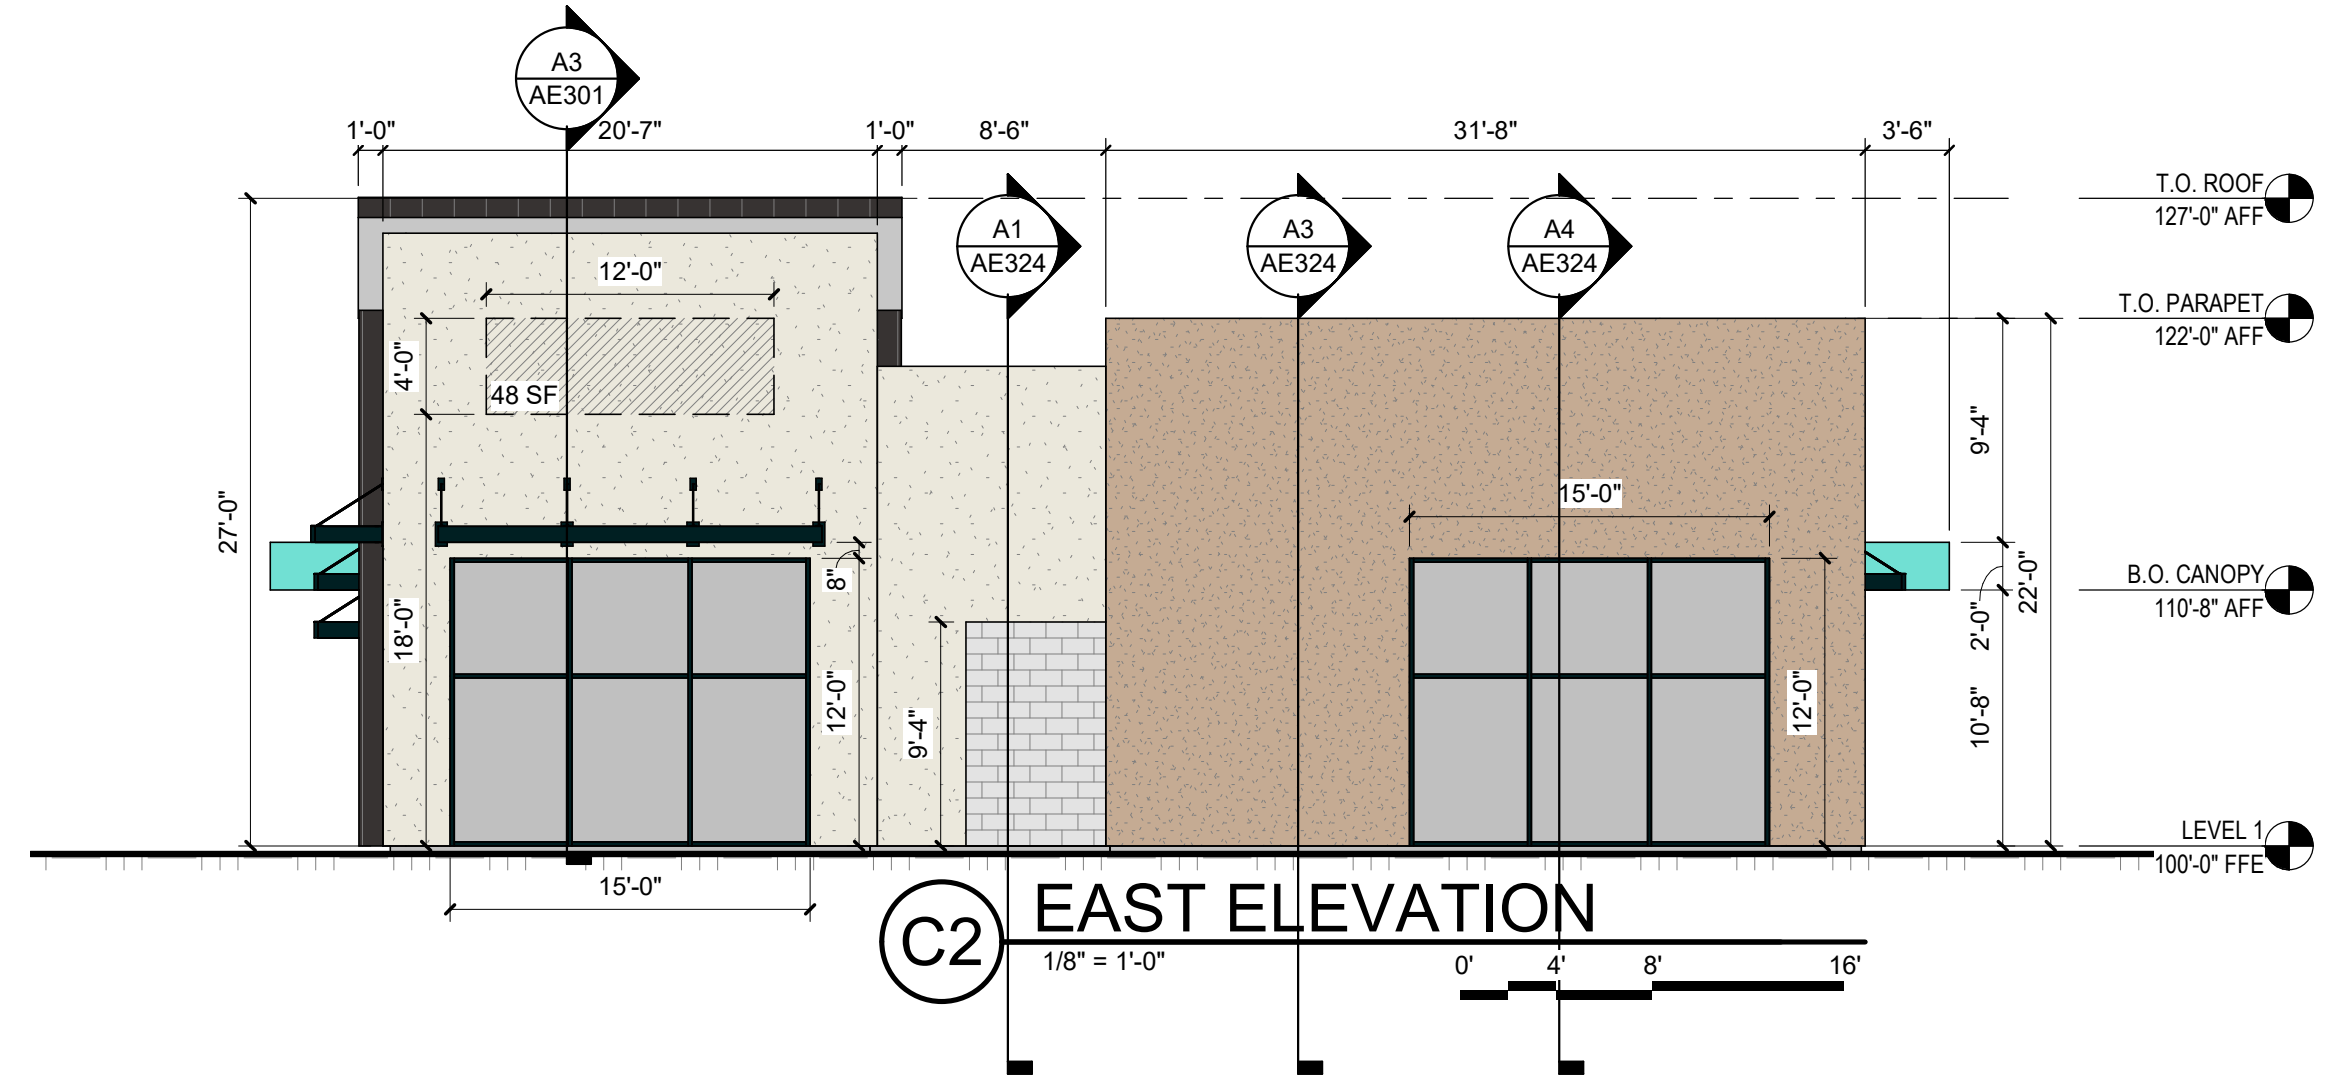 A3
AE301
1'-0"
20'-7"
1'-0"
8'-6"
31'-8"
3'-6"
T.O. ROOF
127'-0" AFF
A1
AE324
A3
AE324
A4
AE324
12'-0"
T.O. PARAPET
122'-0" AFF
4'-0"
48 SF
9'-4"
27'-0"
15'-0"
8"
22'-0"
B.O. CANOPY
110'-8" AFF
18'-0"
2'-0"
12'-0"
12'-0"
9'-4"
10'-8"
LEVEL 1
100'-0" FFE
15'-0"
C2
EAST ELEVATION
1/8" = 1'-0"
0' 4' 8' 16'